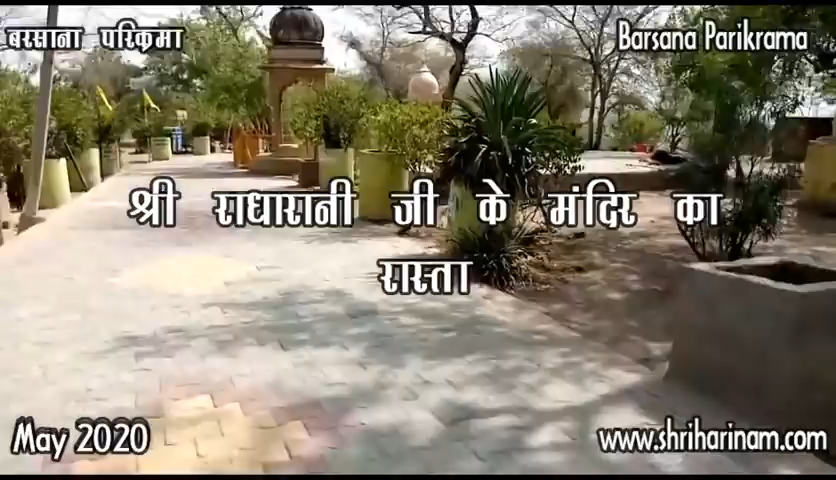 बरसाना परिक्रमा
Barsana Parikrama
श्री राधारानी जी के मंदिर का
रास्ता
May 2020
www.shriharinam.com